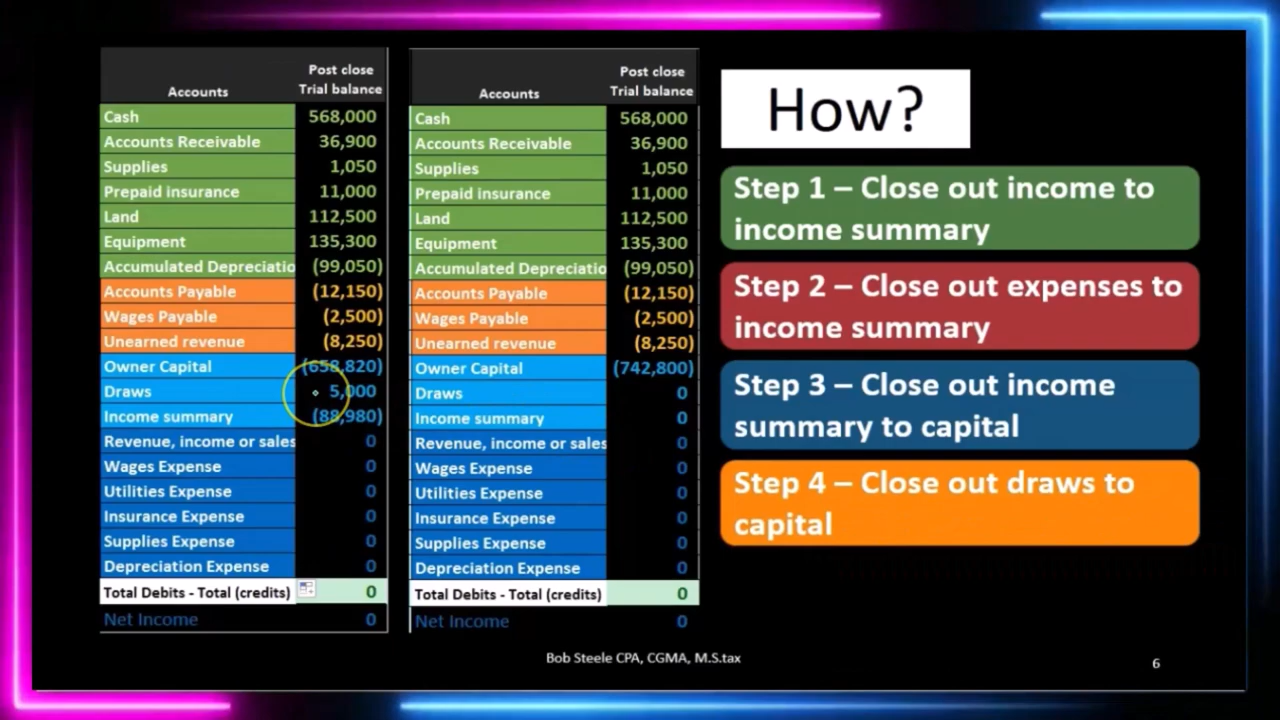 Accounts Post close Trial balance
Cash 568,000
Accounts Receivable 36,900
Supplies 1,050
Prepaid insurance 11,000
Land 112,500
Equipment 135,300
Accumulated Depreciatio (99,050)
Accounts Payable (12,150)
Wages Payable (2,500)
Unearned revenue (8,250)
Owner Capital (658,820)
Draws 5,000
Income summary (88,980)
Revenue, income or sales 0
Wages Expense 0
Utilities Expense 0
Insurance Expense 0
Supplies Expense 0
Depreciation Expense 0
Total Debits - Total (credits) 0
Net Income 0
Accounts Post close Trial balance
Cash 568,000
Accounts Receivable 36,900
Supplies 1,050
Prepaid insurance 11,000
Land 112,500
Equipment 135,300
Accumulated Depreciatio (99,050)
Accounts Payable (12,150)
Wages Payable (2,500)
Unearned revenue (8,250)
Owner Capital (742,800)
Draws 0
Income summary 0
Revenue, income or sales 0
Wages Expense 0
Utilities Expense 0
Insurance Expense 0
Supplies Expense 0
Depreciation Expense 0
Total Debits - Total (credits) 0
Net Income 0
How?
Step 1 – Close out income to
income summary
Step 2 – Close out expenses to
income summary
Step 3 – Close out income
summary to capital
Step 4 – Close out draws to
capital
Bob Steele CPA, CGMA, M.S.tax
6